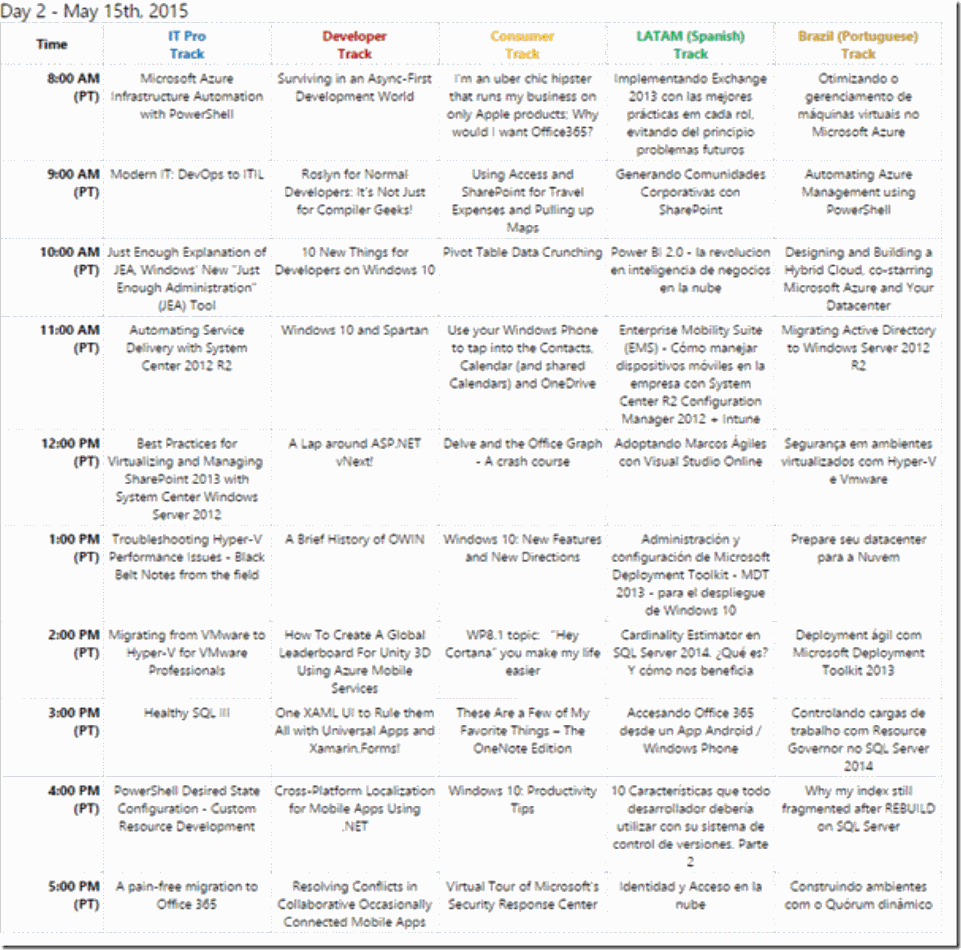 Day 2 - May 15th, 2015
Time
IT Pro
Track
Developer
Track
Consumer
Track
LATAM (Spanish)
Track
Brazil (Portuguese)
Track
8:00 AM
(PT)
Microsoft Azure
Infrastructure Automation
with PowerShell
Surviving in an Async-First
Development World
I'm an uber chic hipster
that runs my business on
only Apple products; Why
would I want Office365?
Implementando Exchange
2013 con las mejores
prácticas em cada rol,
evitando del principio
problemas futuros
Otimizando o
gerenciamento de
máquinas virtuais no
Microsoft Azure
9:00 AM
(PT)
Modern IT: DevOps to ITIL
Roslyn for Normal
Developers: It's Not Just
for Compiler Geeks!
Using Access and
SharePoint for Travel
Expenses and Pulling up
Maps
Generando Comunidades
Corporativas con
SharePoint
Automating Azure
Management using
PowerShell
10:00 AM
(PT)
Just Enough Explanation of
JEA, Windows' New "Just
Enough Administration"
(JEA) Tool
10 New Things for
Developers on Windows 10
Pivot Table Data Crunching
Power BI 2.0 - la revolucion
en inteligencia de negocios
en la nube
Designing and Building a
Hybrid Cloud, co-starring
Microsoft Azure and Your
Datacenter
11:00 AM
(PT)
Automating Service
Delivery with System
Center 2012 R2
Windows 10 and Spartan
Use your Windows Phone
to tap into the Contacts,
Calendar (and shared
Calendars) and OneDrive
Enterprise Mobility Suite
(EMS) - Cómo manejar
dispositivos móviles en la
empresa con System
Center R2 Configuration
Manager 2012 + Intune
Migrating Active Directory
to Windows Server 2012
R2
12:00 PM
(PT)
Best Practices for
Virtualizing and Managing
SharePoint 2013 with
System Center Windows
Server 2012
A Lap around ASP.NET
vNext!
Delve and the Office Graph
- A crash course
Adoptando Marcos Ágiles
con Visual Studio Online
Segurança em ambientes
virtualizados com Hyper-V
e Vmware
1:00 PM
(PT)
Troubleshooting Hyper-V
Performance Issues - Black
Belt Notes from the field
A Brief History of OWIN
Windows 10: New Features
and New Directions
Administración y
configuración de Microsoft
Deployment Toolkit - MDT
2013 - para el despliegue
de Windows 10
Prepare seu datacenter
para a Nuvem
2:00 PM
(PT)
Migrating from VMware to
Hyper-V for VMware
Professionals
How To Create A Global
Leaderboard For Unity 3D
Using Azure Mobile
Services
WP8.1 topic: "Hey
Cortana" you make my life
easier
Cardinality Estimator en
SQL Server 2014. ¿Qué es?
Y cómo nos beneficia
Deployment ágil com
Microsoft Deployment
Toolkit 2013
3:00 PM
(PT)
Healthy SQL III
One XAML UI to Rule them
All with Universal Apps and
Xamarin.Forms!
These Are a Few of My
Favorite Things – The
OneNote Edition
Accesando Office 365
desde un App Android /
Windows Phone
Controlando cargas de
trabalho com Resource
Governor no SQL Server
2014
4:00 PM
(PT)
PowerShell Desired State
Configuration - Custom
Resource Development
Cross-Platform Localization
for Mobile Apps Using
.NET
Windows 10: Productivity
Tips
10 Características que todo
desarrollador debería
utilizar con su sistema de
control de versiones. Parte
2
Why my index still
fragmented after REBUILD
on SQL Server
5:00 PM
(PT)
A pain-free migration to
Office 365
Resolving Conflicts in
Collaborative Occasionally
Connected Mobile Apps
Virtual Tour of Microsoft's
Security Response Center
Identidad y Acceso en la
nube
Construindo ambientes
com o Quórum dinâmico